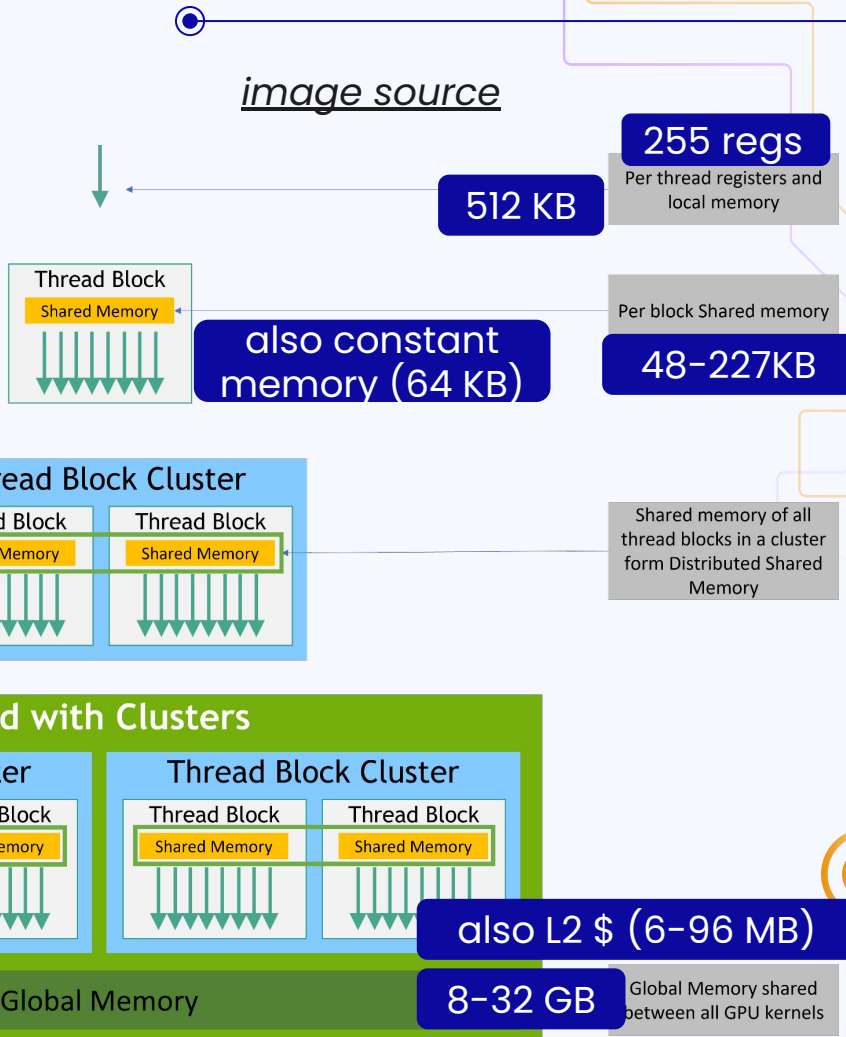 image source
255 regs
Per thread registers and
local memory
512 KB
Thread Block
Shared Memory
Per block Shared memory
also constant
memory (64 KB)
48-227KB
read Block Cluster
d Block
Thread Block
Memory
Shared Memory
Shared memory of all
thread blocks in a cluster
form Distributed Shared
Memory
d with Clusters
er
Thread Block Cluster
Block
Thread Block
Thread Block
emory
Shared Memory
Shared Memory
also L2 $ (6-96 MB)
Global Memory
8-32 GB
Global Memory shared
between all GPU kernels